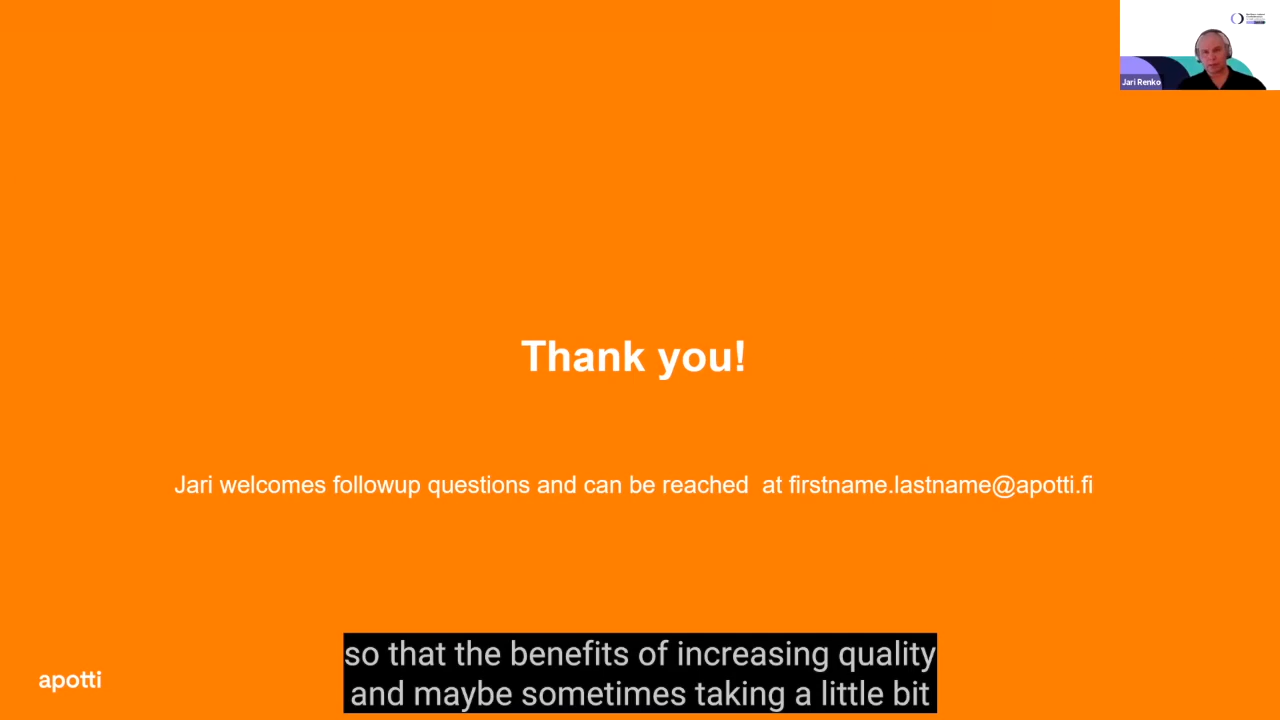 Jari Renko
Thank you!
Jari welcomes followup questions and can be reached  at firstname.lastname@apotti.fi
so that the benefits of increasing quality
and maybe sometimes taking a little bit
apotti